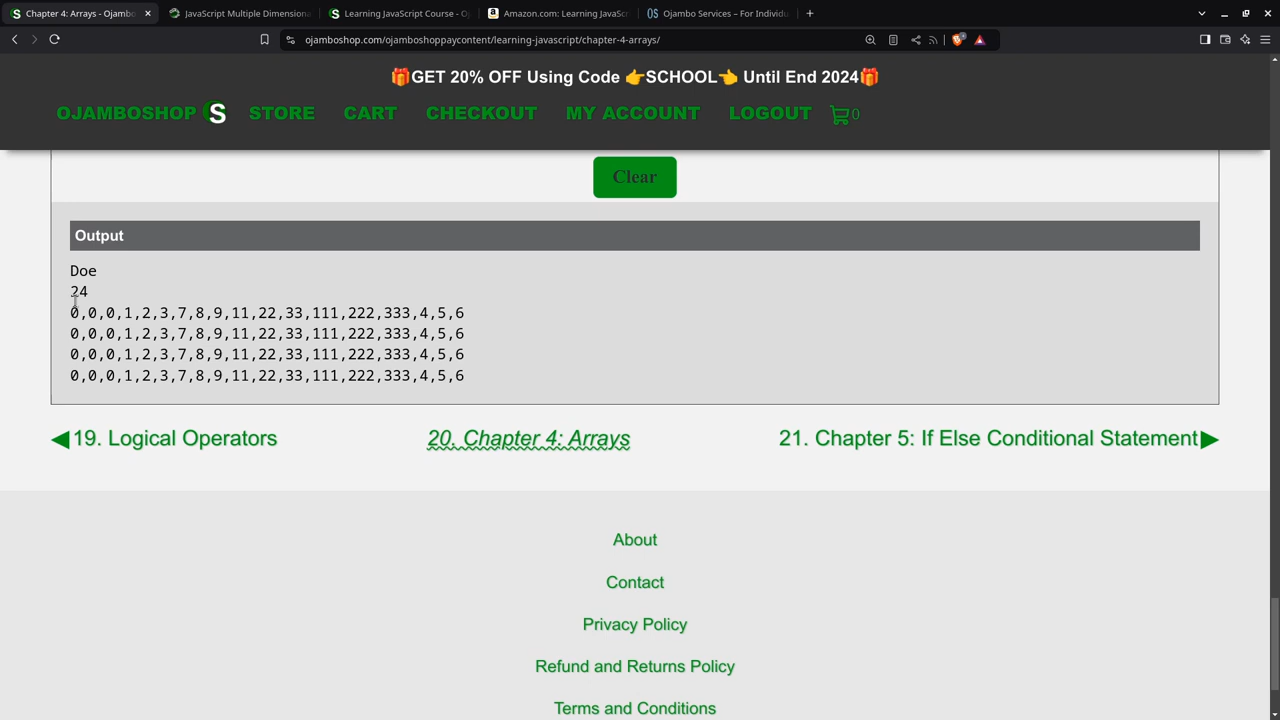 Chapter 4: Arrays - Ojambo
JavaScript Multiple Dimensiona
Learning JavaScript Course - Oj
Amazon.com: Learning JavaScr
Ojambo Services – For Individu
ojamboshop.com/ojamboshoppaycontent/learning-javascript/chapter-4-arrays/
🎁GET 20% OFF Using Code 👉SCHOOL👈 Until End 2024🎁
OJAMBOSHOP S STORE CART CHECKOUT MY ACCOUNT LOGOUT 0
Clear
Output
Doe
24
0,0,0,1,2,3,7,8,9,11,22,33,111,222,333,4,5,6
0,0,0,1,2,3,7,8,9,11,22,33,111,222,333,4,5,6
0,0,0,1,2,3,7,8,9,11,22,33,111,222,333,4,5,6
0,0,0,1,2,3,7,8,9,11,22,33,111,222,333,4,5,6
◀19. Logical Operators
20. Chapter 4: Arrays
21. Chapter 5: If Else Conditional Statement▶
About
Contact
Privacy Policy
Refund and Returns Policy
Terms and Conditions